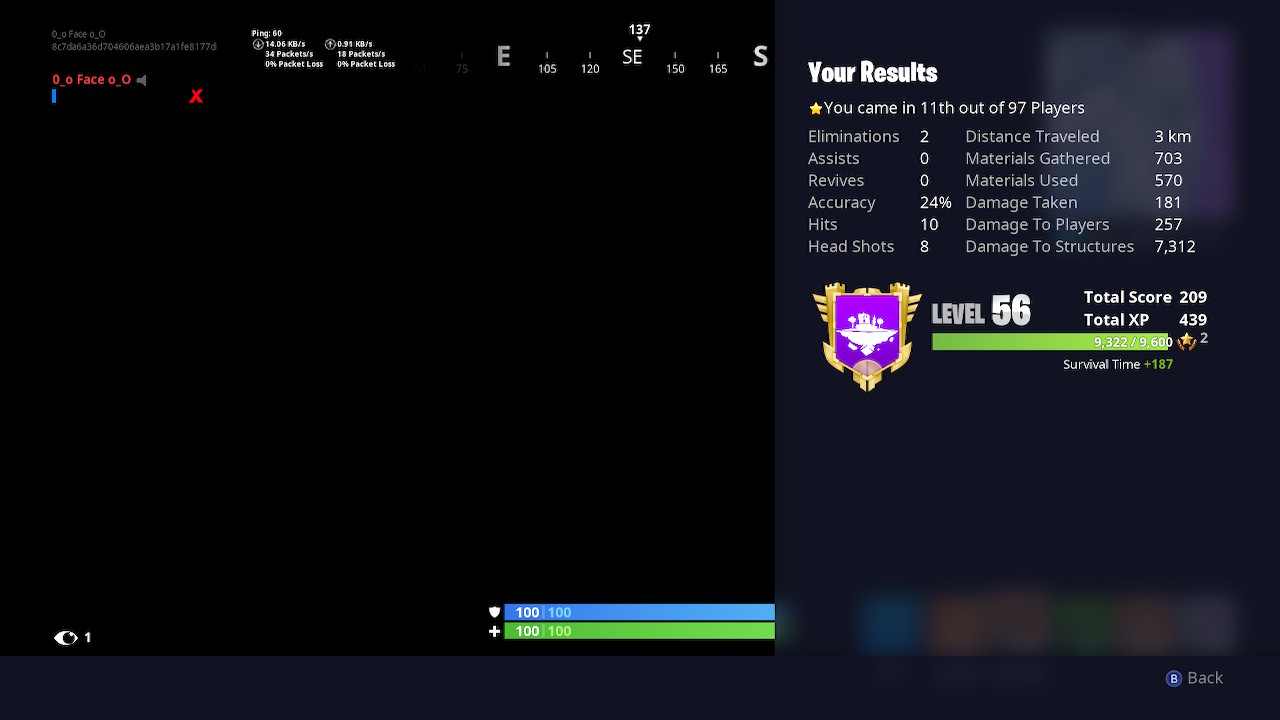 0_o Face o_O
8c7da6a36d704606aea3b17a1fe8177d
0_o Face o_O
X
Ping: 60
14.06 KB/s 0.91 KB/s
34 Packets/s 18 Packets/s
0% Packet Loss 0% Packet Loss
137
60 75 E 105 120 SE 150 165 S
Your Results
You came in 11th out of 97 Players
Eliminations 2 Distance Traveled 3 km
Assists 0 Materials Gathered 703
Revives 0 Materials Used 570
Accuracy 24% Damage Taken 181
Hits 10 Damage To Players 257
Head Shots 8 Damage To Structures 7,312
LEVEL 56
Total Score 209
Total XP 439
9,322 / 9,600 2
Survival Time +187
100 | 100
100 | 100
1
B Back